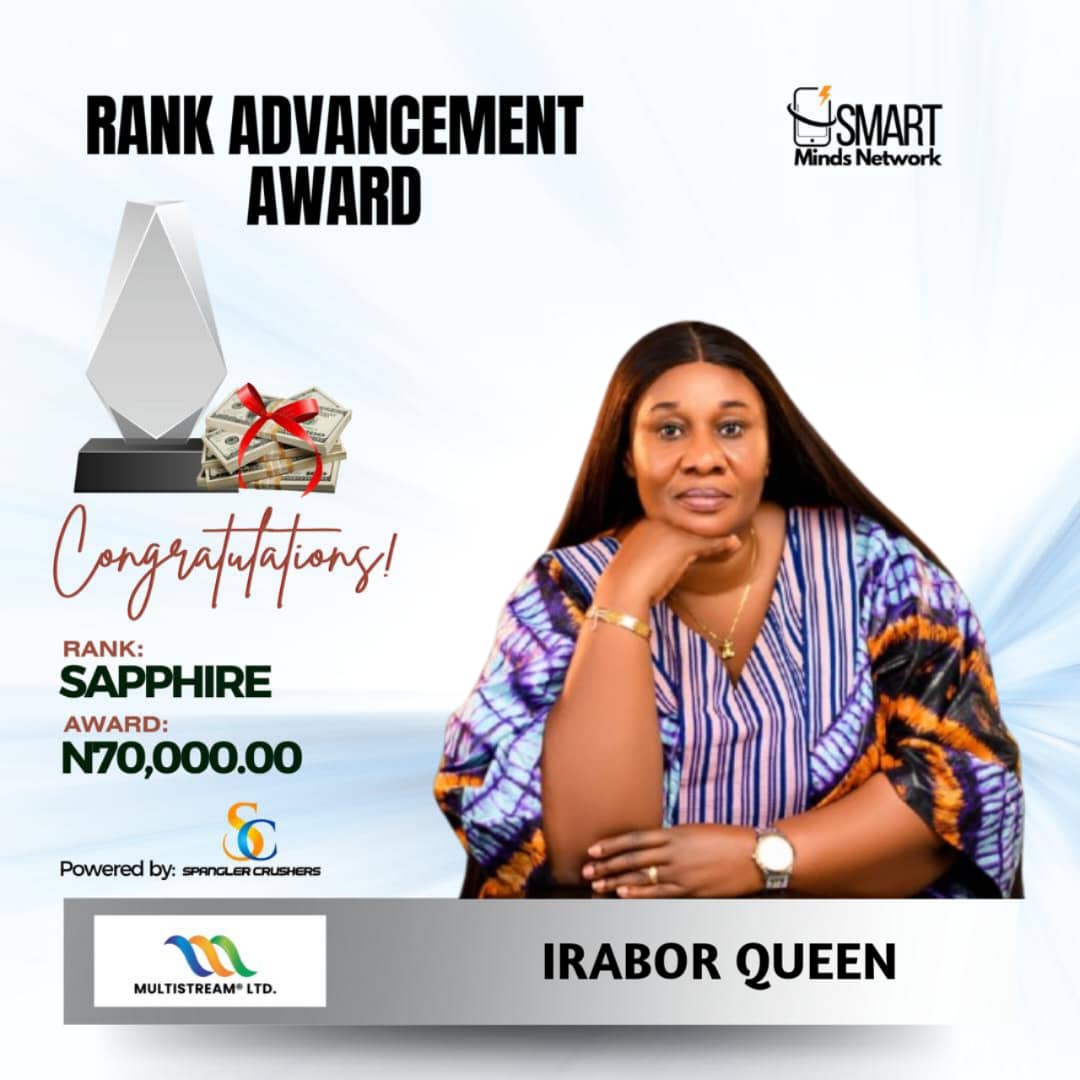 RANK ADVANCEMENT
AWARD
SMART
Minds Network
Congratulations!
RANK:
SAPPHIRE
AWARD:
N70,000.00
SC
Powered by: SPANGLER CRUSHERS
MULTISTREAM® LTD.
IRABOR QUEEN